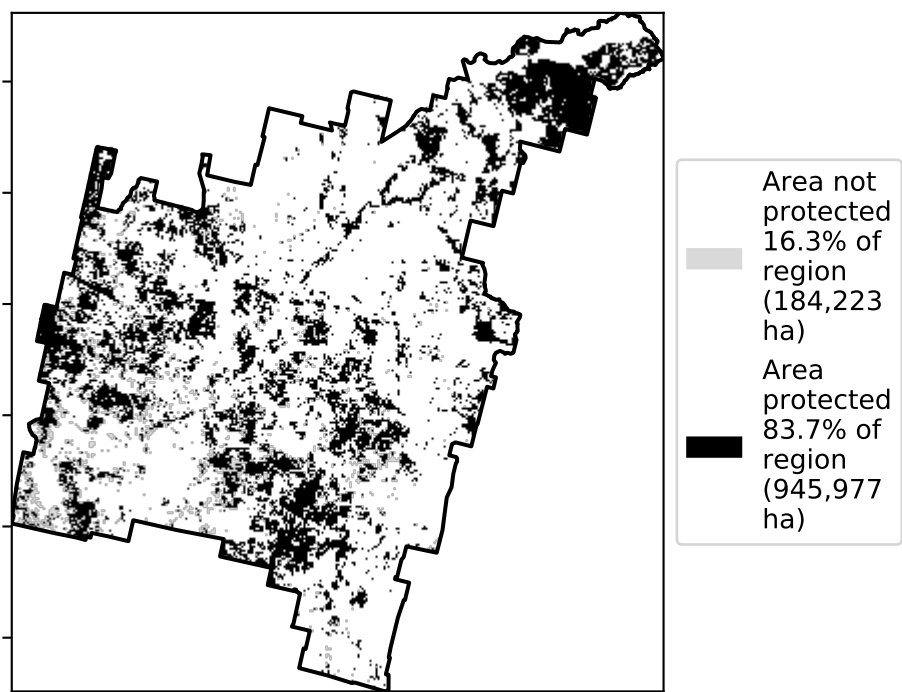 Area not
protected
16.3% of
region
(184,223
ha)
Area
protected
83.7% of
region
(945,977
ha)